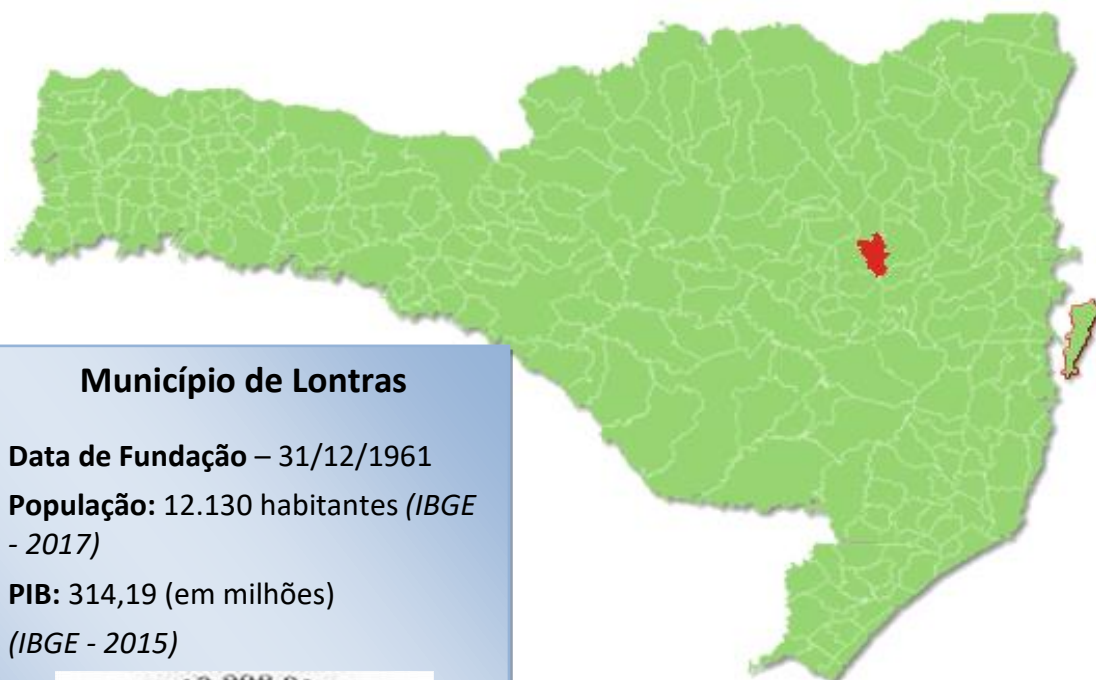 Município de Lontras
Data de Fundação – 31/12/1961
População: 12.130 habitantes (IBGE
- 2017)
PIB: 314,19 (em milhões)
(IBGE - 2015)